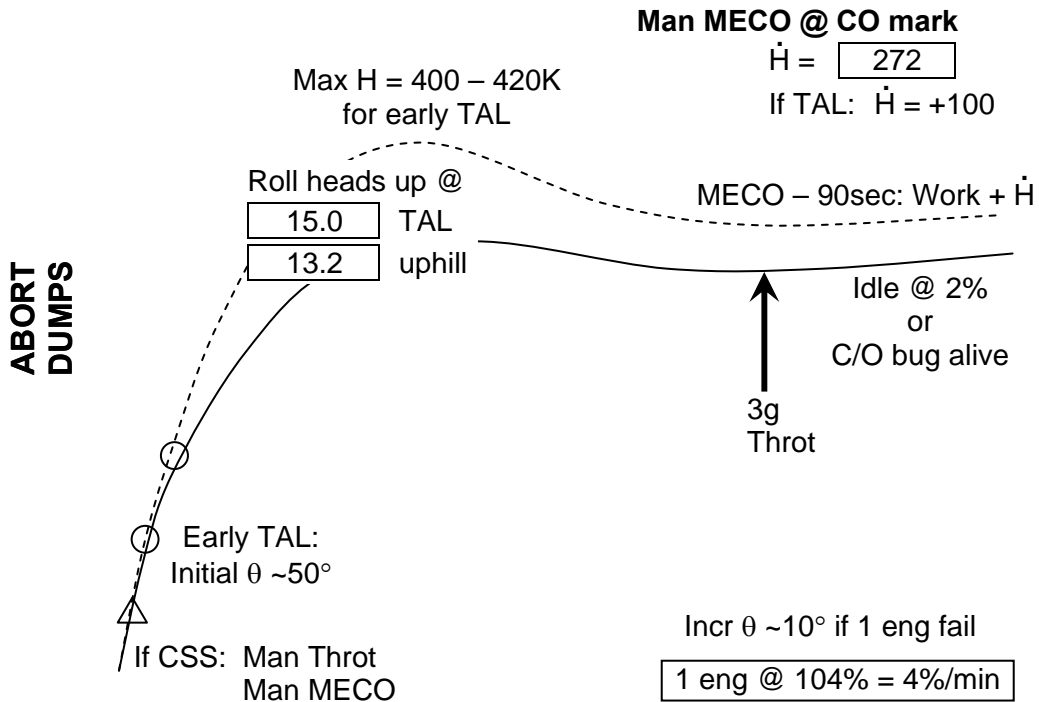 Man MECO @ CO mark
Ḣ = 272
If TAL: Ḣ = +100
Max H = 400 – 420K
for early TAL
Roll heads up @
15.0 TAL
13.2 uphill
MECO – 90sec: Work + Ḣ
ABORT
DUMPS
Idle @ 2%
or
C/O bug alive
3g
Throt
Early TAL:
Initial θ ~50°
If CSS: Man Throt
Man MECO
Incr θ ~10° if 1 eng fail
1 eng @ 104% = 4%/min